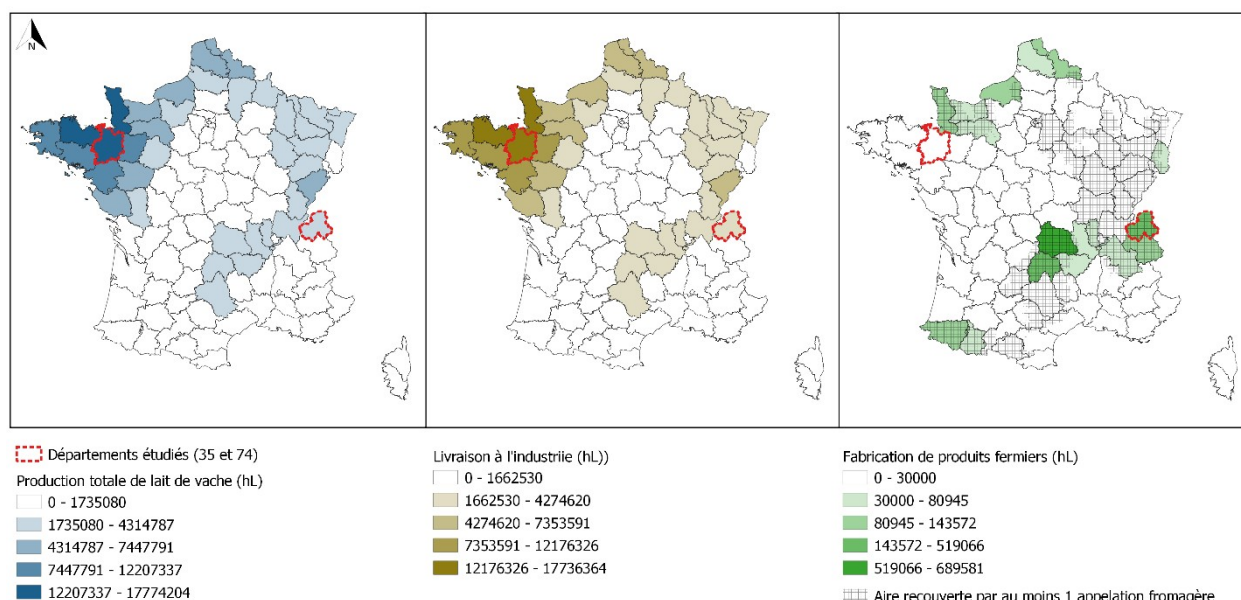 N
Départements étudiés (35 et 74)
Production totale de lait de vache (hL)
0 - 1735080
1735080 - 4314787
4314787 - 7447791
7447791 - 12207337
12207337 - 17774204
Livraison à l'industriie (hL))
0 - 1662530
1662530 - 4274620
4274620 - 7353591
7353591 - 12176326
12176326 - 17736364
Fabrication de produits fermiers (hL)
0 - 30000
30000 - 80945
80945 - 143572
143572 - 519066
519066 - 689581
Aire recouverte par au moins 1 appelation fromagère